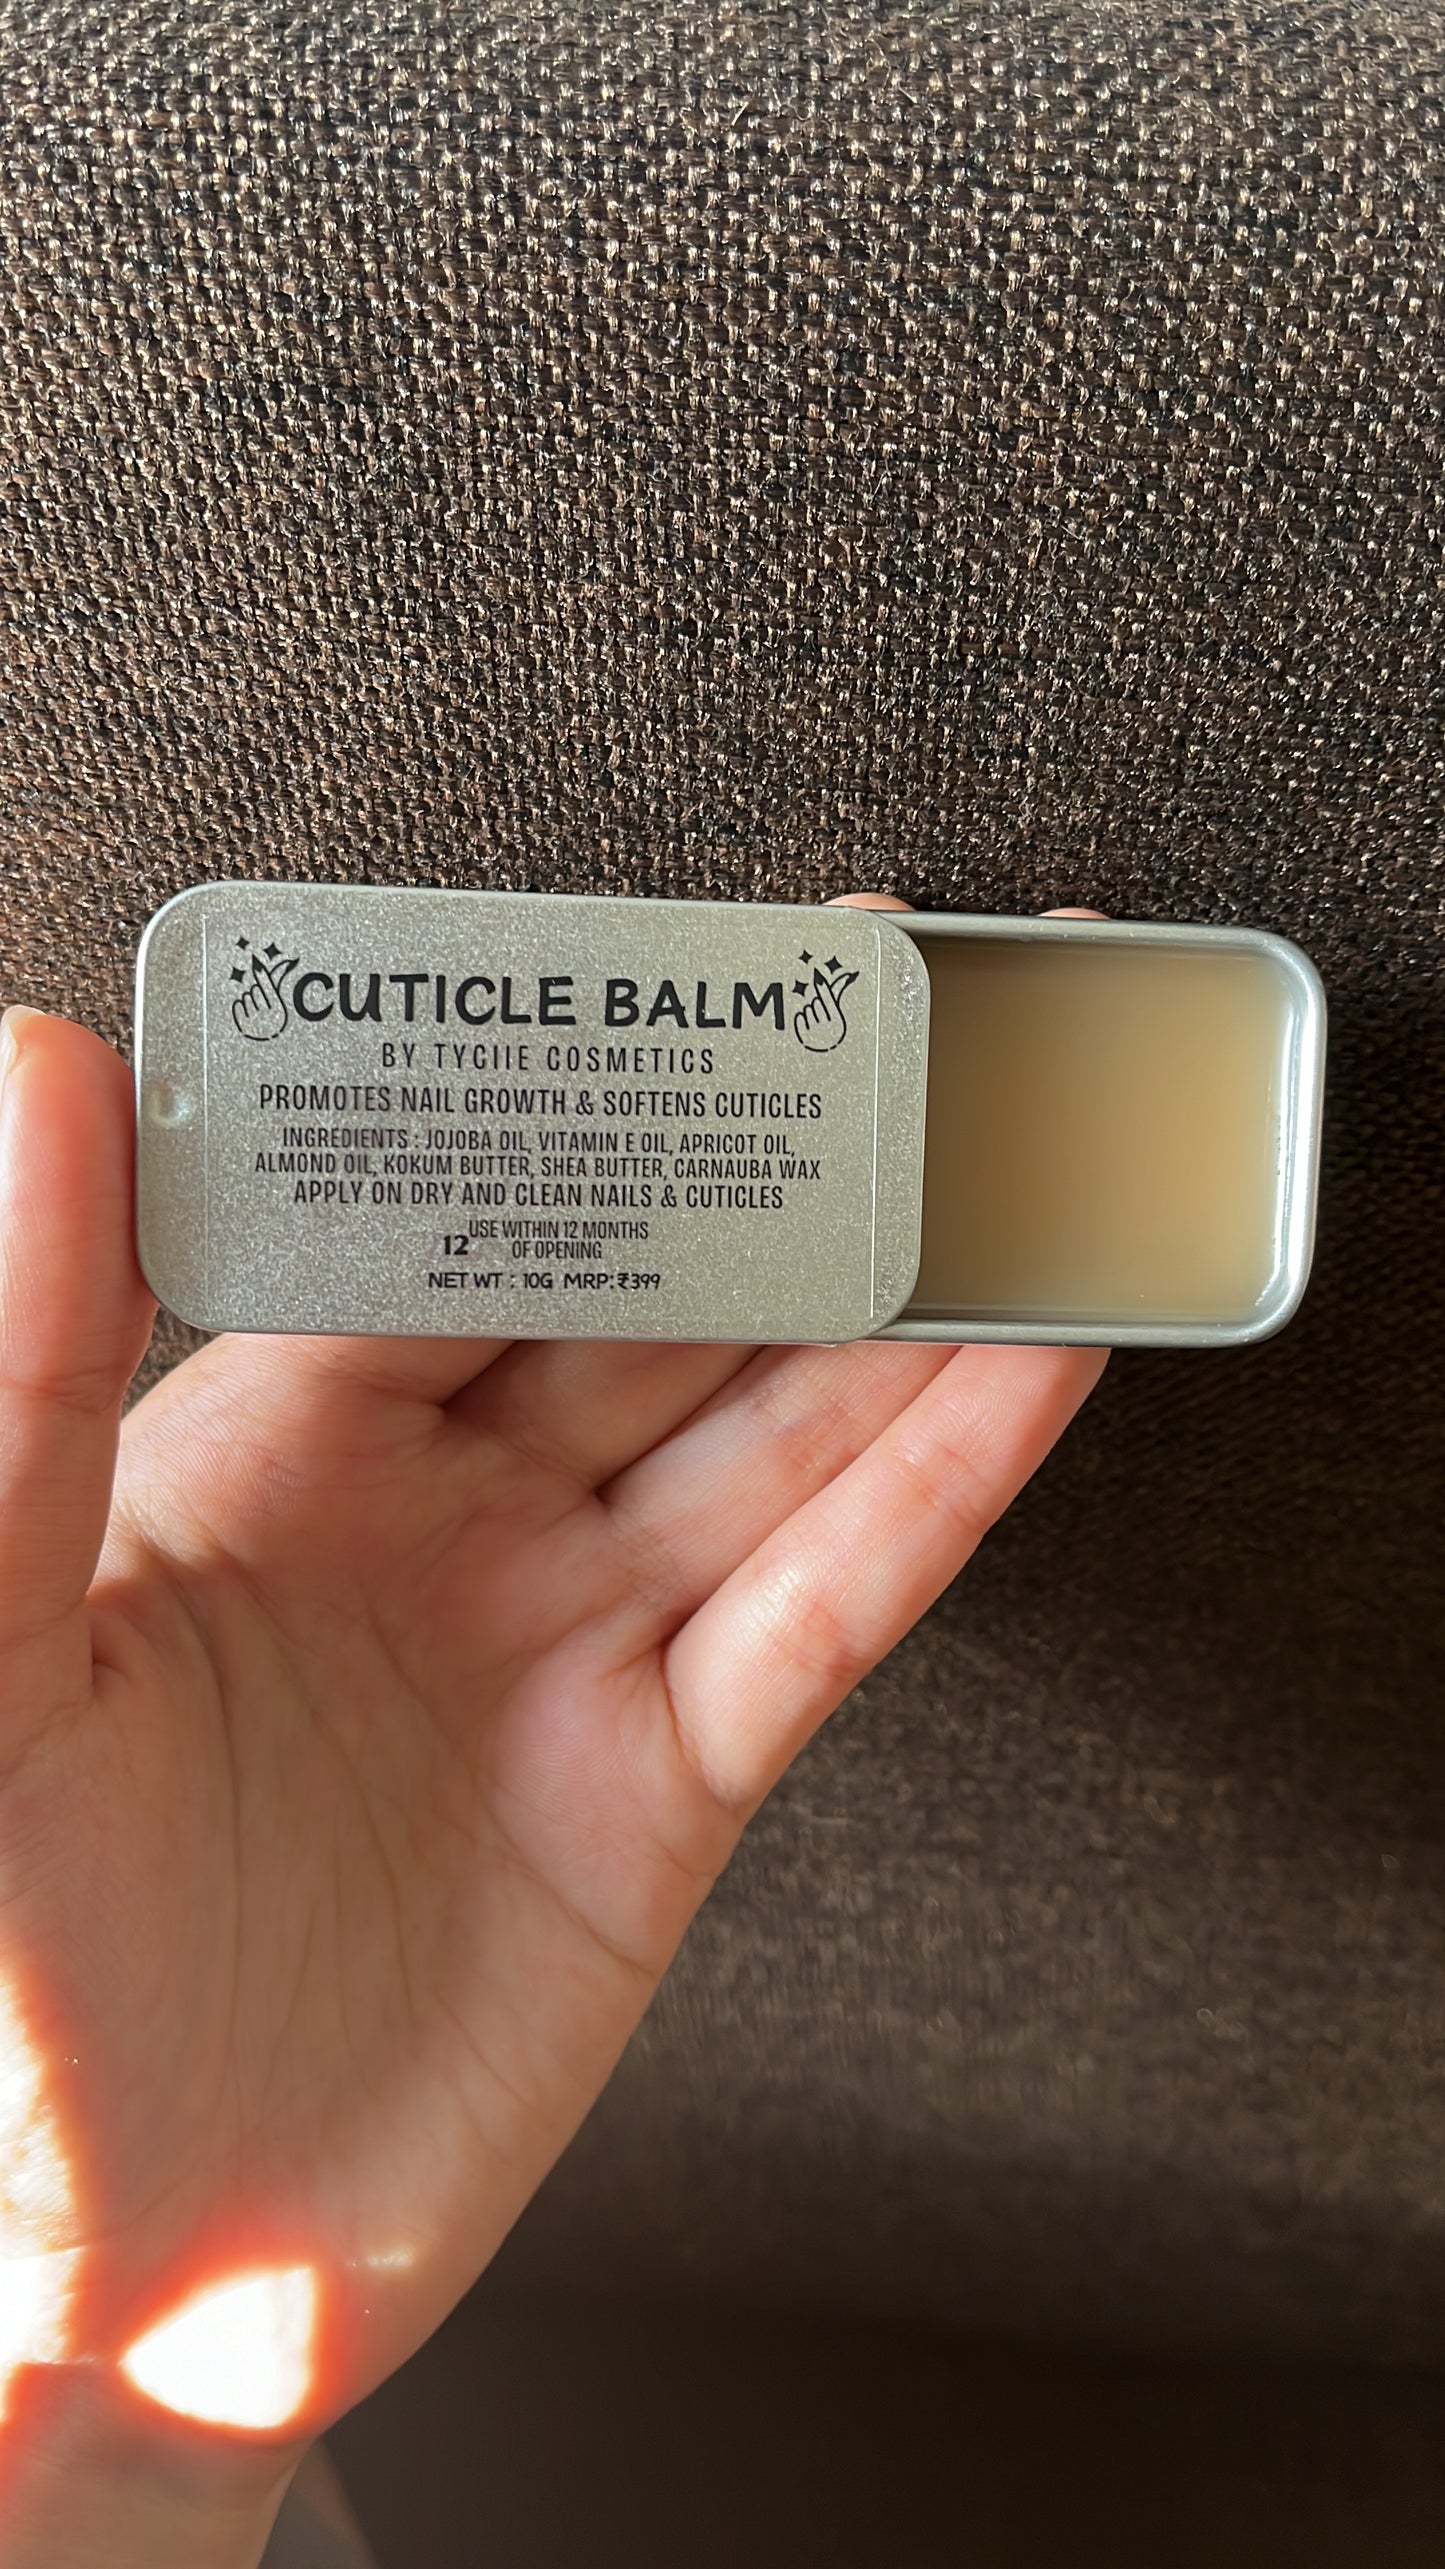 CUTICLE BALM
BY TYCIIE COSMETICS
PROMOTES NAIL GROWTH & SOFTENS CUTICLES
INGREDIENTS : JOJOBA OIL, VITAMIN E OIL, APRICOT OIL,
ALMOND OIL, KOKUM BUTTER, SHEA BUTTER, CARNAUBA WAX
APPLY ON DRY AND CLEAN NAILS & CUTICLES
12 USE WITHIN 12 MONTHS
OF OPENING
NET WT : 10G MRP:₹399